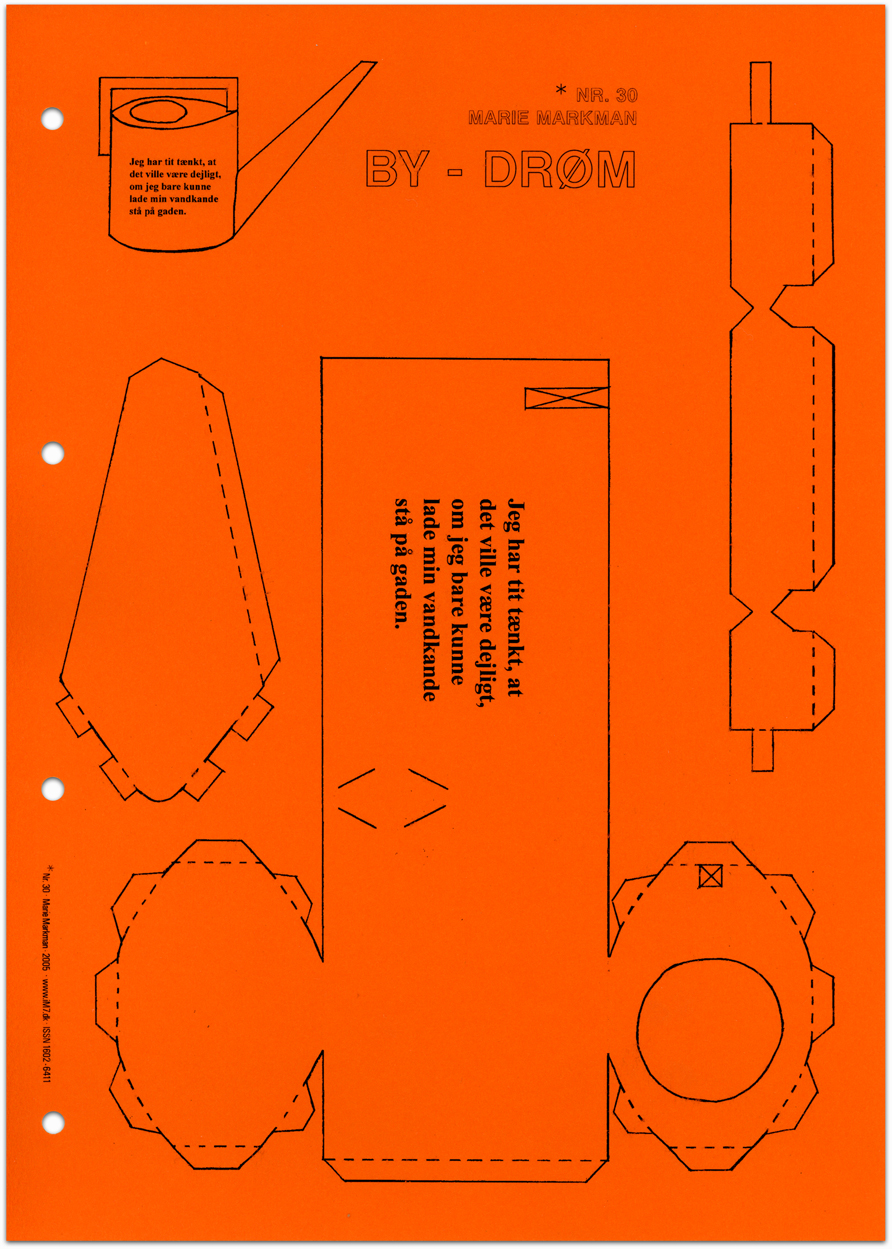 * NR. 30
MARIE MARKMAN
BY - DRØM
Jeg har tit tænkt, at
det ville være dejligt,
om jeg bare kunne
lade min vandkande
stå på gaden.
Jeg har tit tænkt, at
det ville være dejligt,
om jeg bare kunne
lade min vandkande
stå på gaden.
* Nr. 30 · Marie Markman · 2005 · www.iM7.dk · ISSN 1602-6411